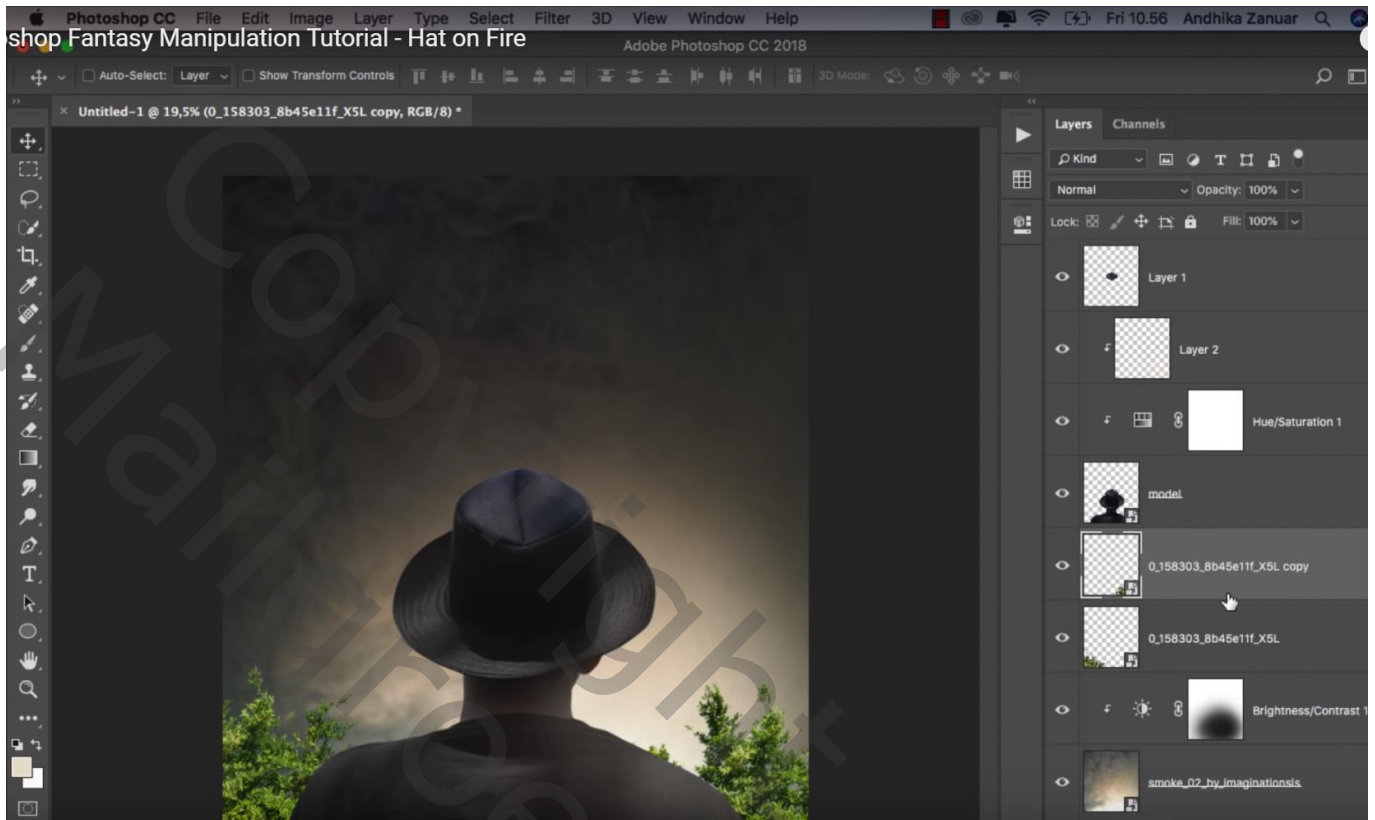 Photoshop CC File Edit Image Layer Type Select Filter 3D View Window Help Fri 10.56 Andhika Zanuar
shop Fantasy Manipulation Tutorial - Hat on Fire
Adobe Photoshop CC 2018
Auto-Select: Layer Show Transform Controls 3D Mode:
× Untitled-1 @ 19,5% (0_158303_8b45e11f_X5L copy, RGB/8) *
Layers Channels
Kind
Normal Opacity: 100%
Lock: Fill: 100%
Layer 1
Layer 2
Hue/Saturation 1
model
0_158303_8b45e11f_X5L copy
0_158303_8b45e11f_X5L
Brightness/Contrast 1
smoke_02_by_imaginationsis
Copyright